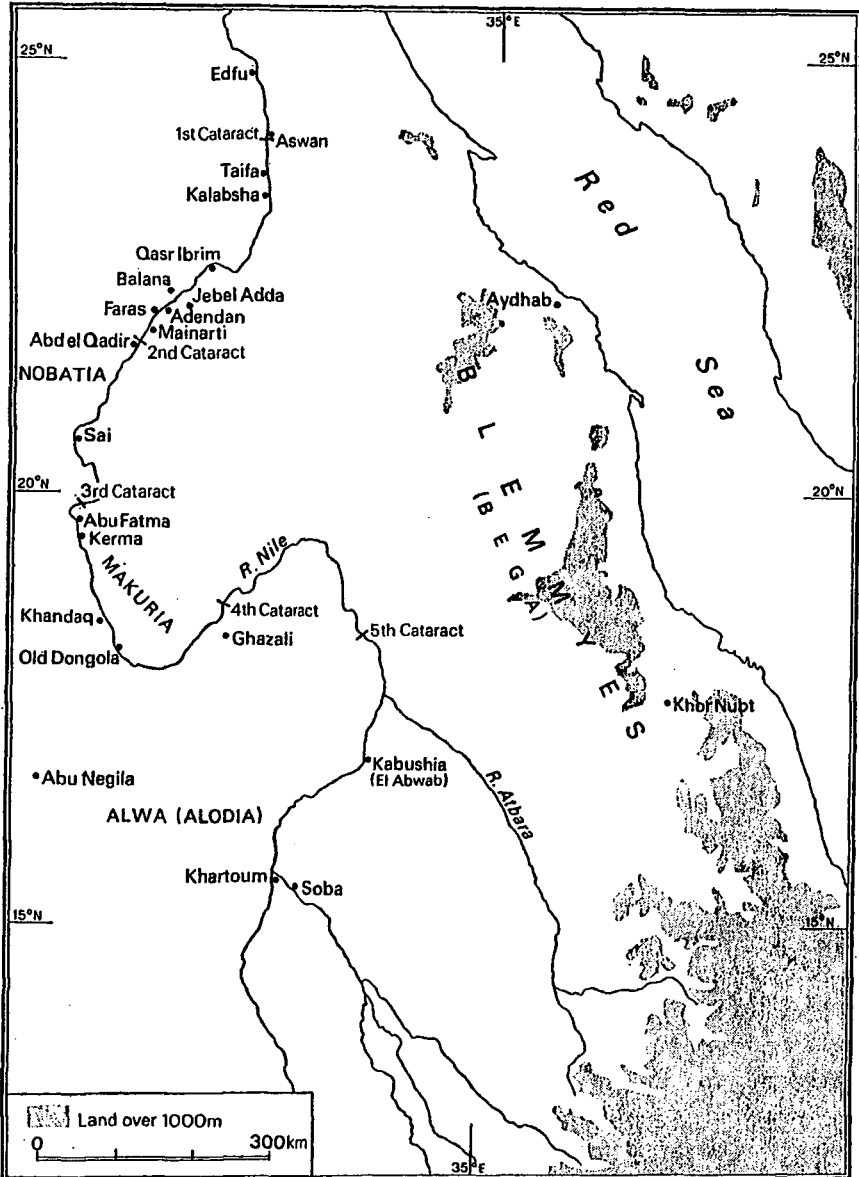 35°E
25°N
25°N
Edfu
1st Cataract
Aswan
Taifa
Kalabsha
Red Sea
Qasr Ibrim
Balana
Jebel Adda
Faras
Adendan
Mainarti
Abd el Qadir
2nd Cataract
NOBATIA
Aydhab
BLEMMYES
(BEGA)
Sai
20°N
20°N
3rd Cataract
Abu Fatma
Kerma
MAKURIA
R. Nile
4th Cataract
Khandaq
Ghazali
5th Cataract
Old Dongola
Khor Nubt
Kabushia
(El Abwab)
Abu Negila
R. Atbara
ALWA (ALODIA)
Khartoum
Soba
15°N
15°N
Land over 1000m
0 300km
35°E